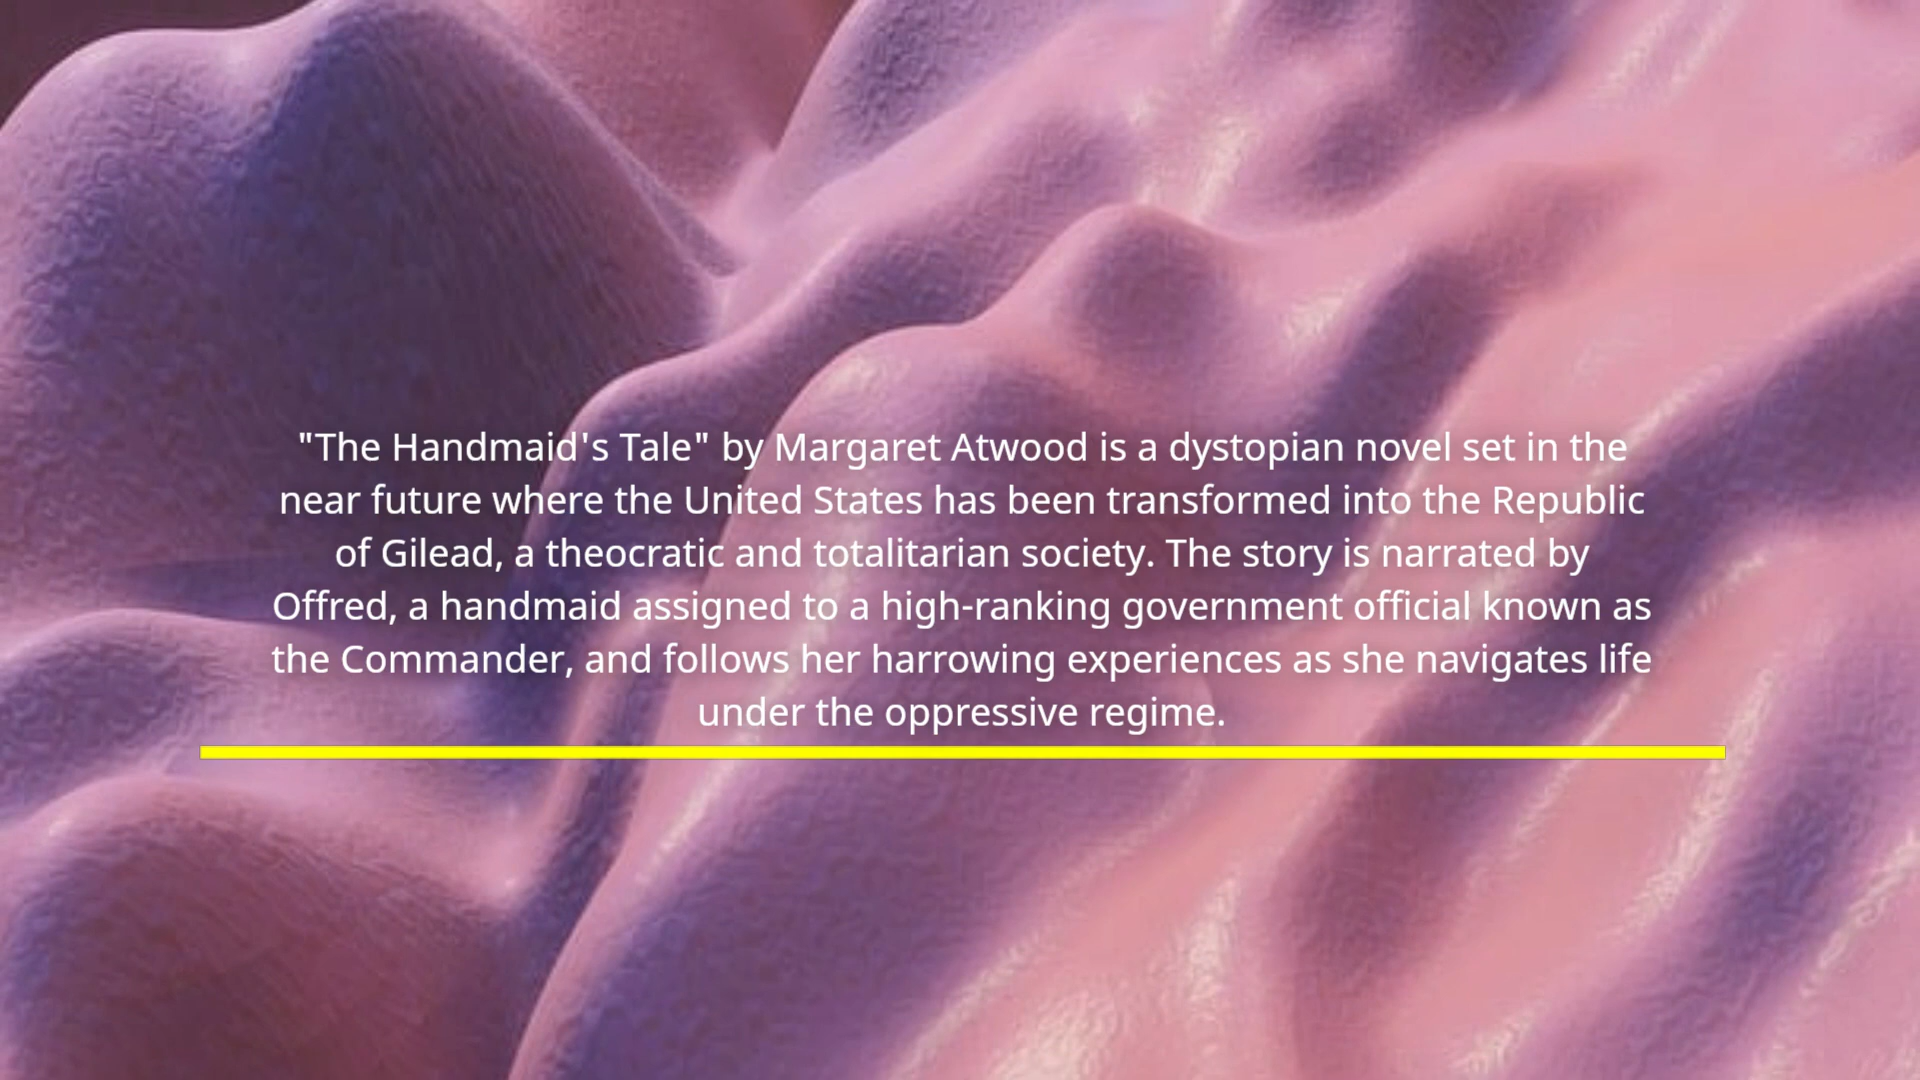 "The Handmaid's Tale" by Margaret Atwood is a dystopian novel set in the
near future where the United States has been transformed into the Republic
of Gilead, a theocratic and totalitarian society. The story is narrated by
Offred, a handmaid assigned to a high-ranking government official known as
the Commander, and follows her harrowing experiences as she navigates life
under the oppressive regime.